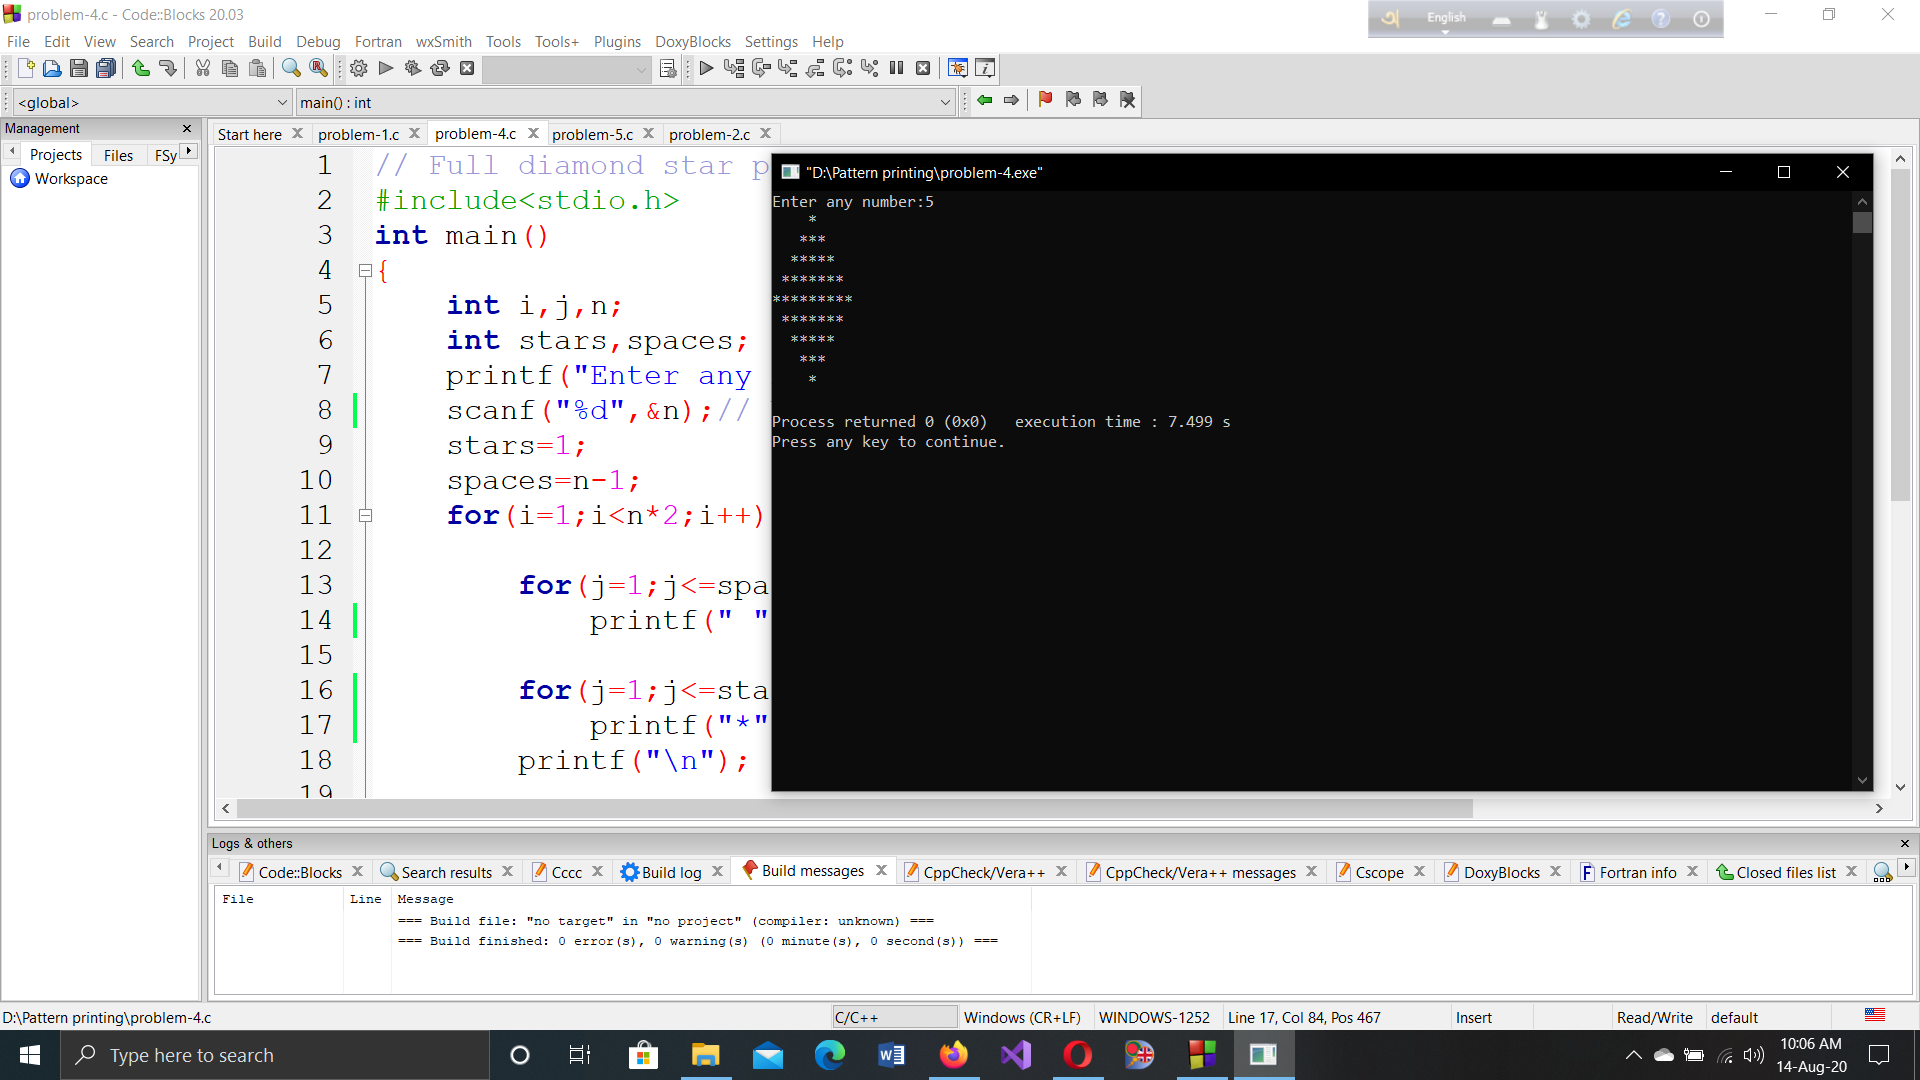 problem-4.c - Code::Blocks 20.03
English
File Edit View Search Project Build Debug Fortran wxSmith Tools Tools+ Plugins DoxyBlocks Settings Help
<global> main() : int
Management
Projects Files FSy
Workspace
Start here problem-1.c problem-4.c problem-5.c problem-2.c
1 // Full diamond star p
2 #include<stdio.h>
3 int main()
4 {
5 int i,j,n;
6 int stars,spaces;
7 printf("Enter any
8 scanf("%d",&n);//
9 stars=1;
10 spaces=n-1;
11 for(i=1;i<n*2;i++)
12
13 for(j=1;j<=spa
14 printf(" "
15
16 for(j=1;j<=sta
17 printf("*"
18 printf("\n");
19
"D:\Pattern printing\problem-4.exe"
Enter any number:5
    *
   ***
  *****
 *******
*********
 *******
  *****
   ***
    *
Process returned 0 (0x0)   execution time : 7.499 s
Press any key to continue.
Logs & others
Code::Blocks Search results Cccc Build log Build messages CppCheck/Vera++ CppCheck/Vera++ messages Cscope DoxyBlocks Fortran info Closed files list
File Line Message
=== Build file: "no target" in "no project" (compiler: unknown) ===
=== Build finished: 0 error(s), 0 warning(s) (0 minute(s), 0 second(s)) ===
D:\Pattern printing\problem-4.c C/C++ Windows (CR+LF) WINDOWS-1252 Line 17, Col 84, Pos 467 Insert Read/Write default
Type here to search
10:06 AM
14-Aug-20